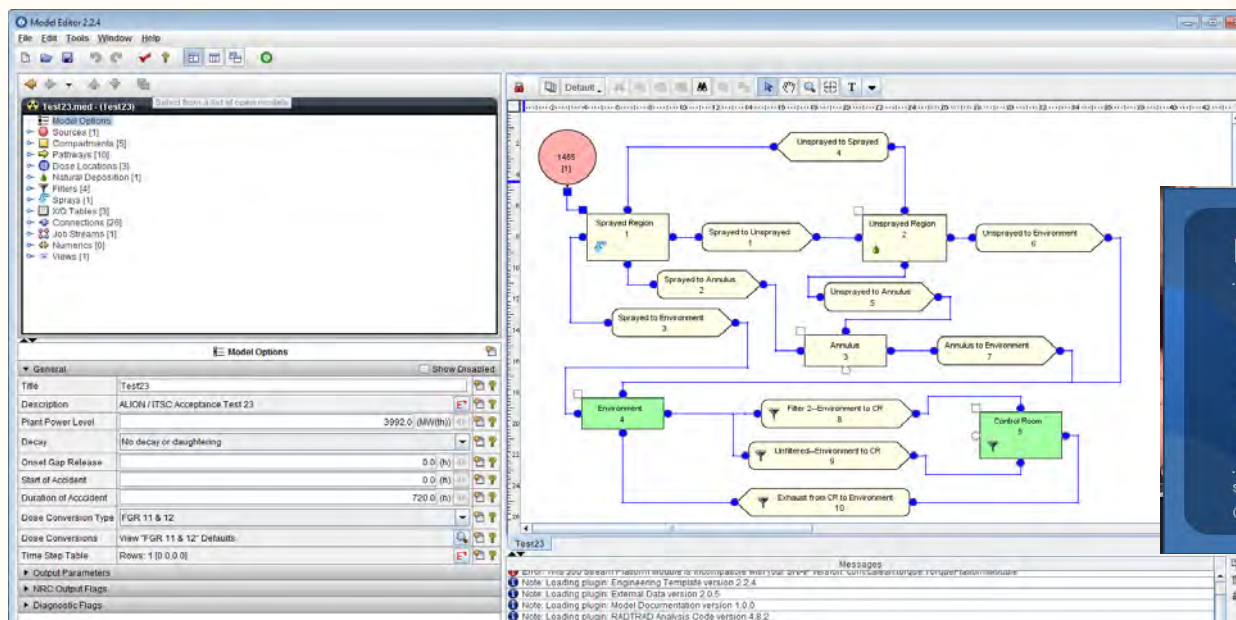 Model Editor 2.2.4
File Edit Tools Window Help
Test23.med - (Test23)
Select from a list of open models
Model Options
Sources [1]
Compartments [5]
Pathways [10]
Dose Locations [3]
Natural Deposition [1]
Filters [4]
Sprays [1]
X/Q Tables [3]
Connections [26]
Job Streams [1]
Numerics [0]
Views [1]
Model Options
General
Show Disabled
Title Test23
Description ALION / ITSC Acceptance Test 23
Plant Power Level 3992.0 (MW(th))
Decay No decay or daughtering
Onset Gap Release 0.0 (h)
Start of Accident 0.0 (h)
Duration of Accident 720.0 (h)
Dose Conversion Type FGR 11 & 12
Dose Conversions View "FGR 11 & 12" Defaults
Time Step Table Rows: 1 [0.0,0.0]
Output Parameters
NRC Output Flags
Diagnostic Flags
Default
T
1465
[1]
Unsprayed to Sprayed
4
Sprayed Region
1
Sprayed to Unsprayed
1
Unsprayed Region
2
Unsprayed to Environment
6
Sprayed to Annulus
2
Unsprayed to Annulus
5
Sprayed to Environment
3
Annulus
3
Annulus to Environment
7
Environment
4
Filter 2--Environment to CR
8
Control Room
5
Unfiltered--Environment to CR
9
Exhaust from CR to Environment
10
Test23
Messages
Note: Loading plugin: Engineering Template version 2.2.4
Note: Loading plugin: External Data version 2.0.5
Note: Loading plugin: Model Documentation version 1.0.0
Note: Loading plugin: RADTRAD Analysis Code version 4.8.2